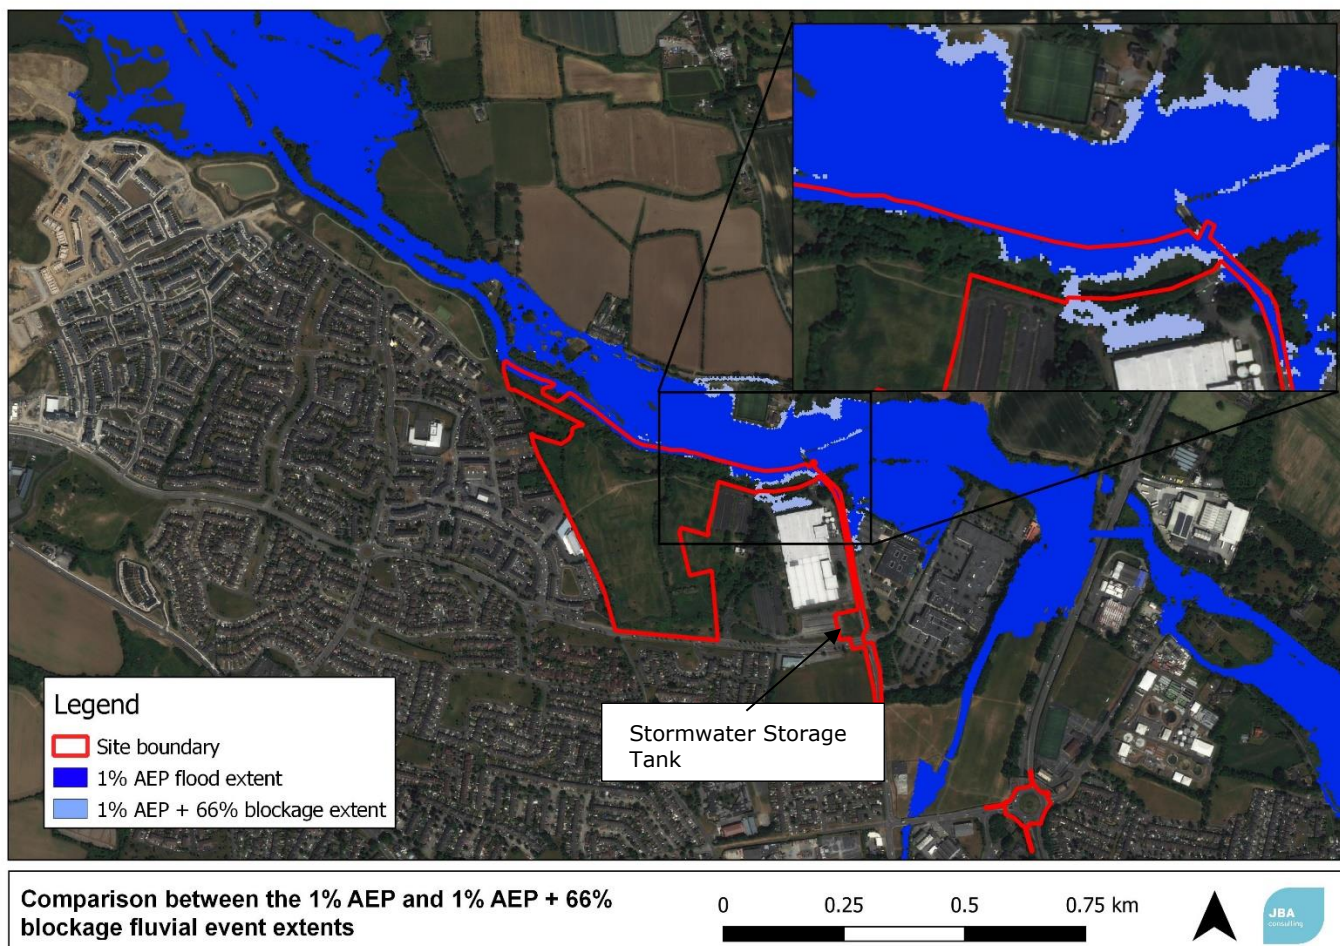 Stormwater Storage
Tank
Legend
Site boundary
1% AEP flood extent
1% AEP + 66% blockage extent
Comparison between the 1% AEP and 1% AEP + 66%
blockage fluvial event extents
0 0.25 0.5 0.75 km
JBA
consulting